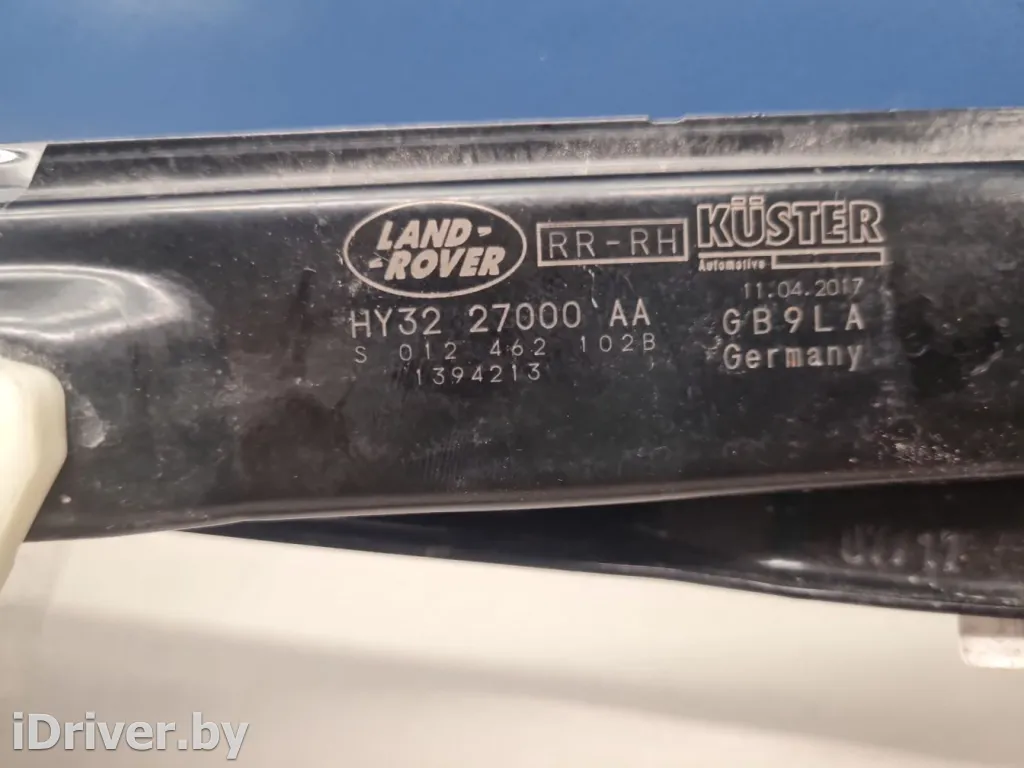 LAND-
-ROVER
RR-RH
KÜSTER
Automotive
11.04.2017
HY32 27000 AA
GB9LA
S 012 462 102B
Germany
1394213
iDriver.by